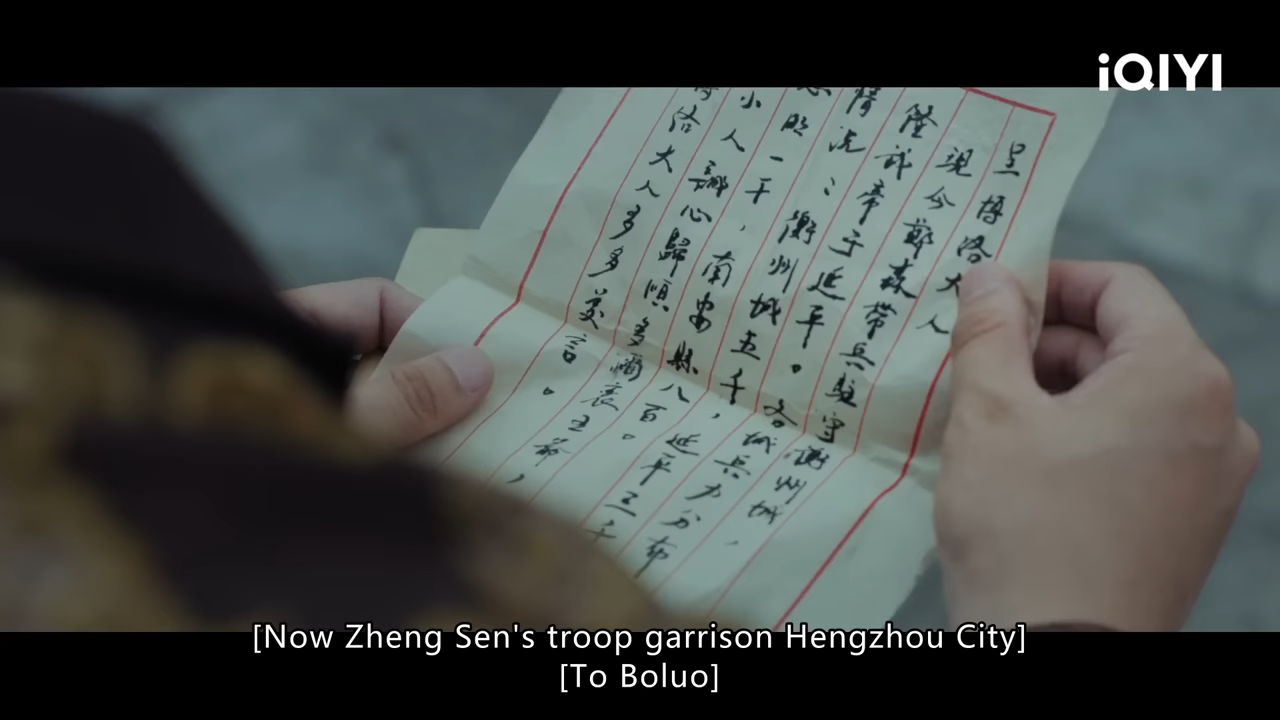 iQIYI
呈博洛大人
現今鄭森帶兵駐守衡州城,
隆武帝于延平。各城兵力分布
情況:衡州城五千,延平三千
一千,南安縣八百。
小人心歸順多爾袞王爺,
洛大人多多美言。
[Now Zheng Sen's troop garrison Hengzhou City]
[To Boluo]